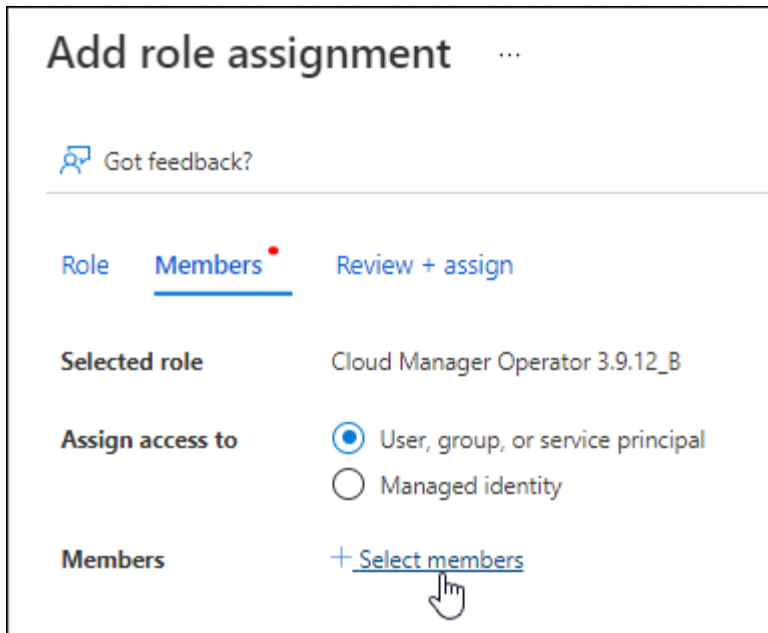 Add role assignment ...
Got feedback?
Role Members Review + assign
Selected role Cloud Manager Operator 3.9.12_B
Assign access to User, group, or service principal
Managed identity
Members + Select members